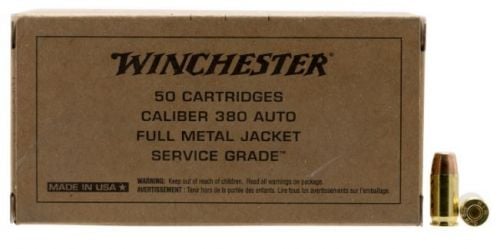 WINCHESTER
50 CARTRIDGES
CALIBER 380 AUTO
FULL METAL JACKET
SERVICE GRADE™
WARNING: Keep out of reach of children. Read all warnings on package.
AVERTISSEMENT: Tenir hors de la portée des enfants. Lire tous les avertissements sur l'emballage.
MADE IN USA★